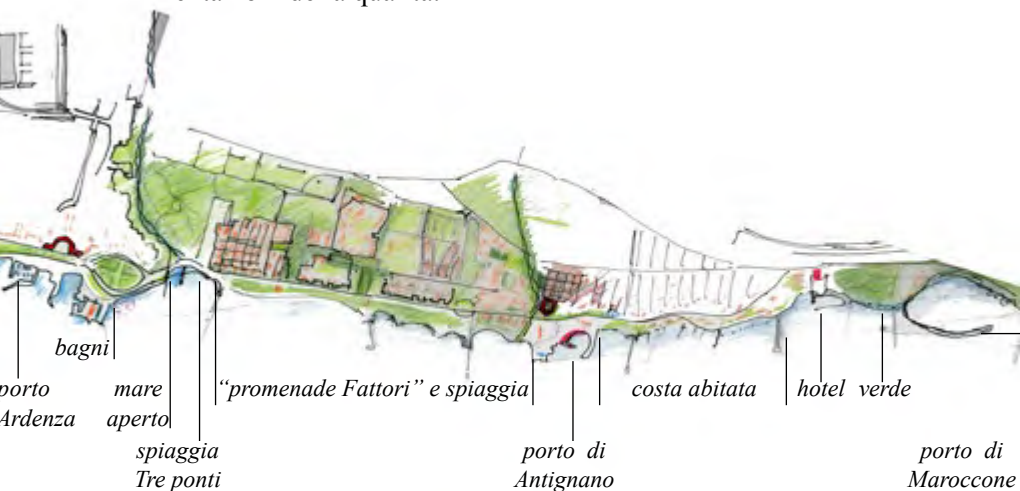 bagni
porto
Ardenza
mare
aperto
spiaggia
Tre ponti
“promenade Fattori” e spiaggia
porto di
Antignano
costa abitata
hotel verde
porto di
Maroccone